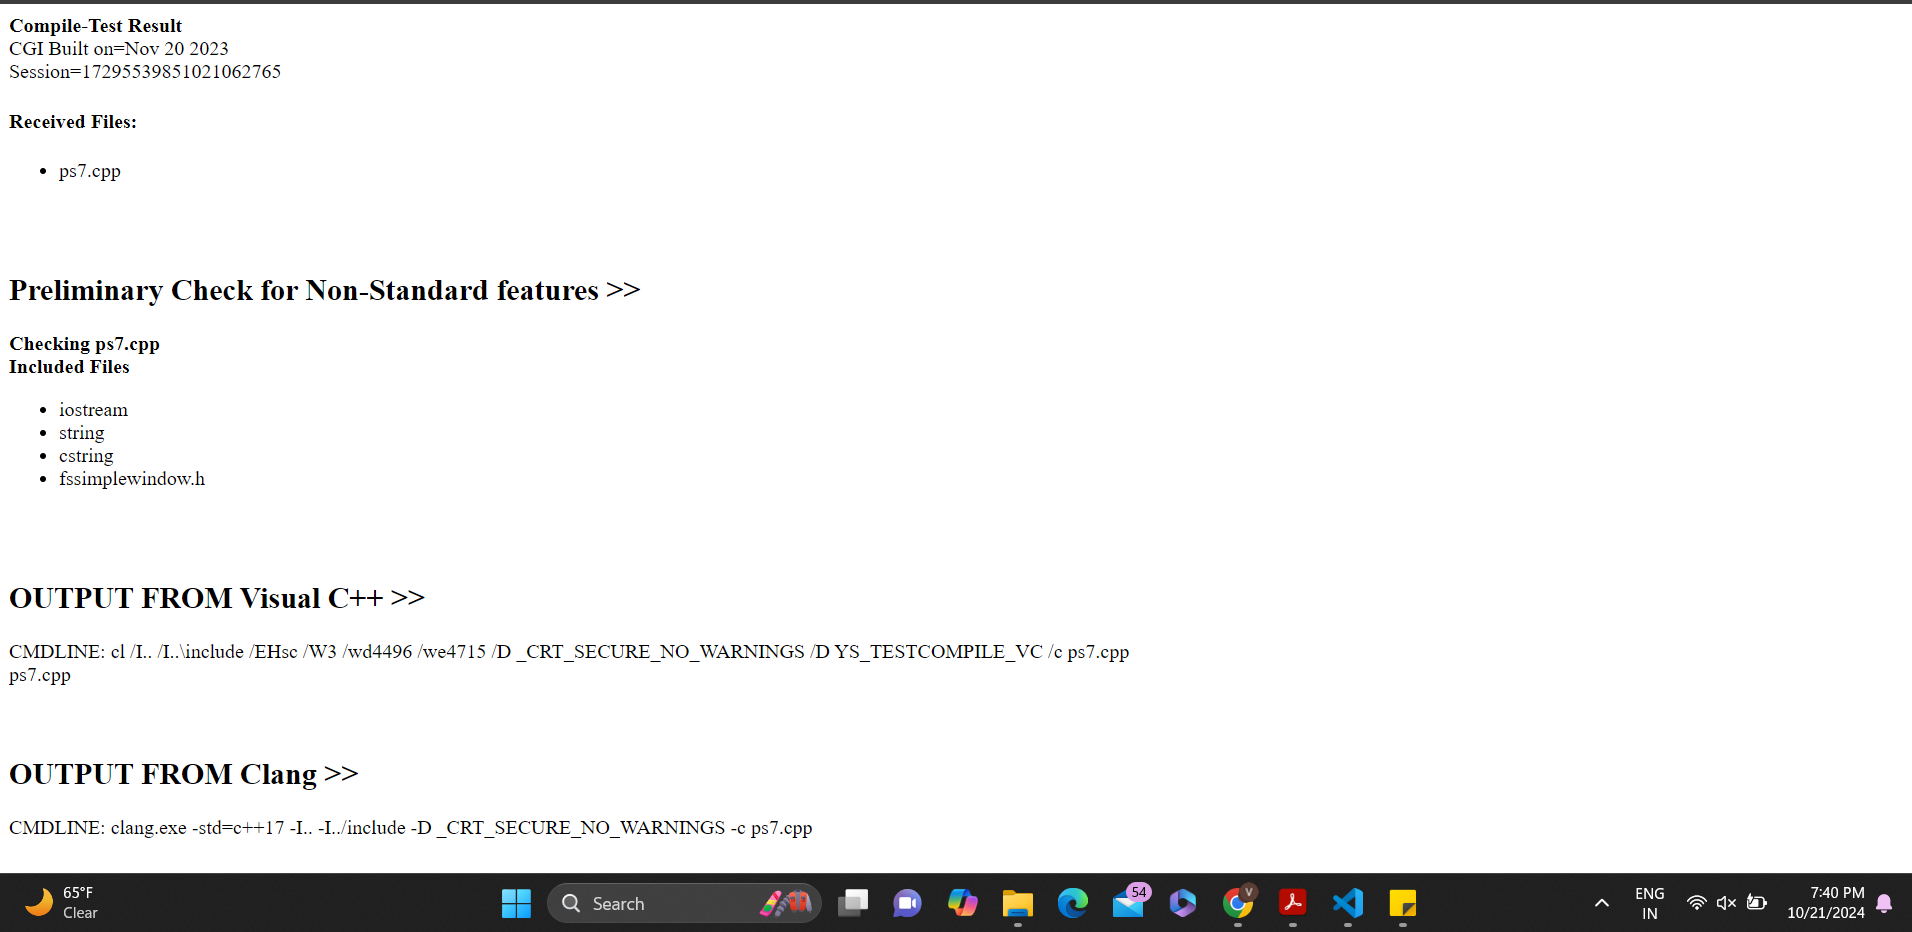 Compile-Test Result
CGI Built on=Nov 20 2023
Session=17295539851021062765
Received Files:
ps7.cpp
Preliminary Check for Non-Standard features >>
Checking ps7.cpp
Included Files
iostream
string
cstring
fssimplewindow.h
OUTPUT FROM Visual C++ >>
CMDLINE: cl /I.. /I..\include /EHsc /W3 /wd4496 /we4715 /D _CRT_SECURE_NO_WARNINGS /D YS_TESTCOMPILE_VC /c ps7.cpp
ps7.cpp
OUTPUT FROM Clang >>
CMDLINE: clang.exe -std=c++17 -I.. -I../include -D _CRT_SECURE_NO_WARNINGS -c ps7.cpp
65°F
Clear
Search
54
V
ENG
IN
7:40 PM
10/21/2024